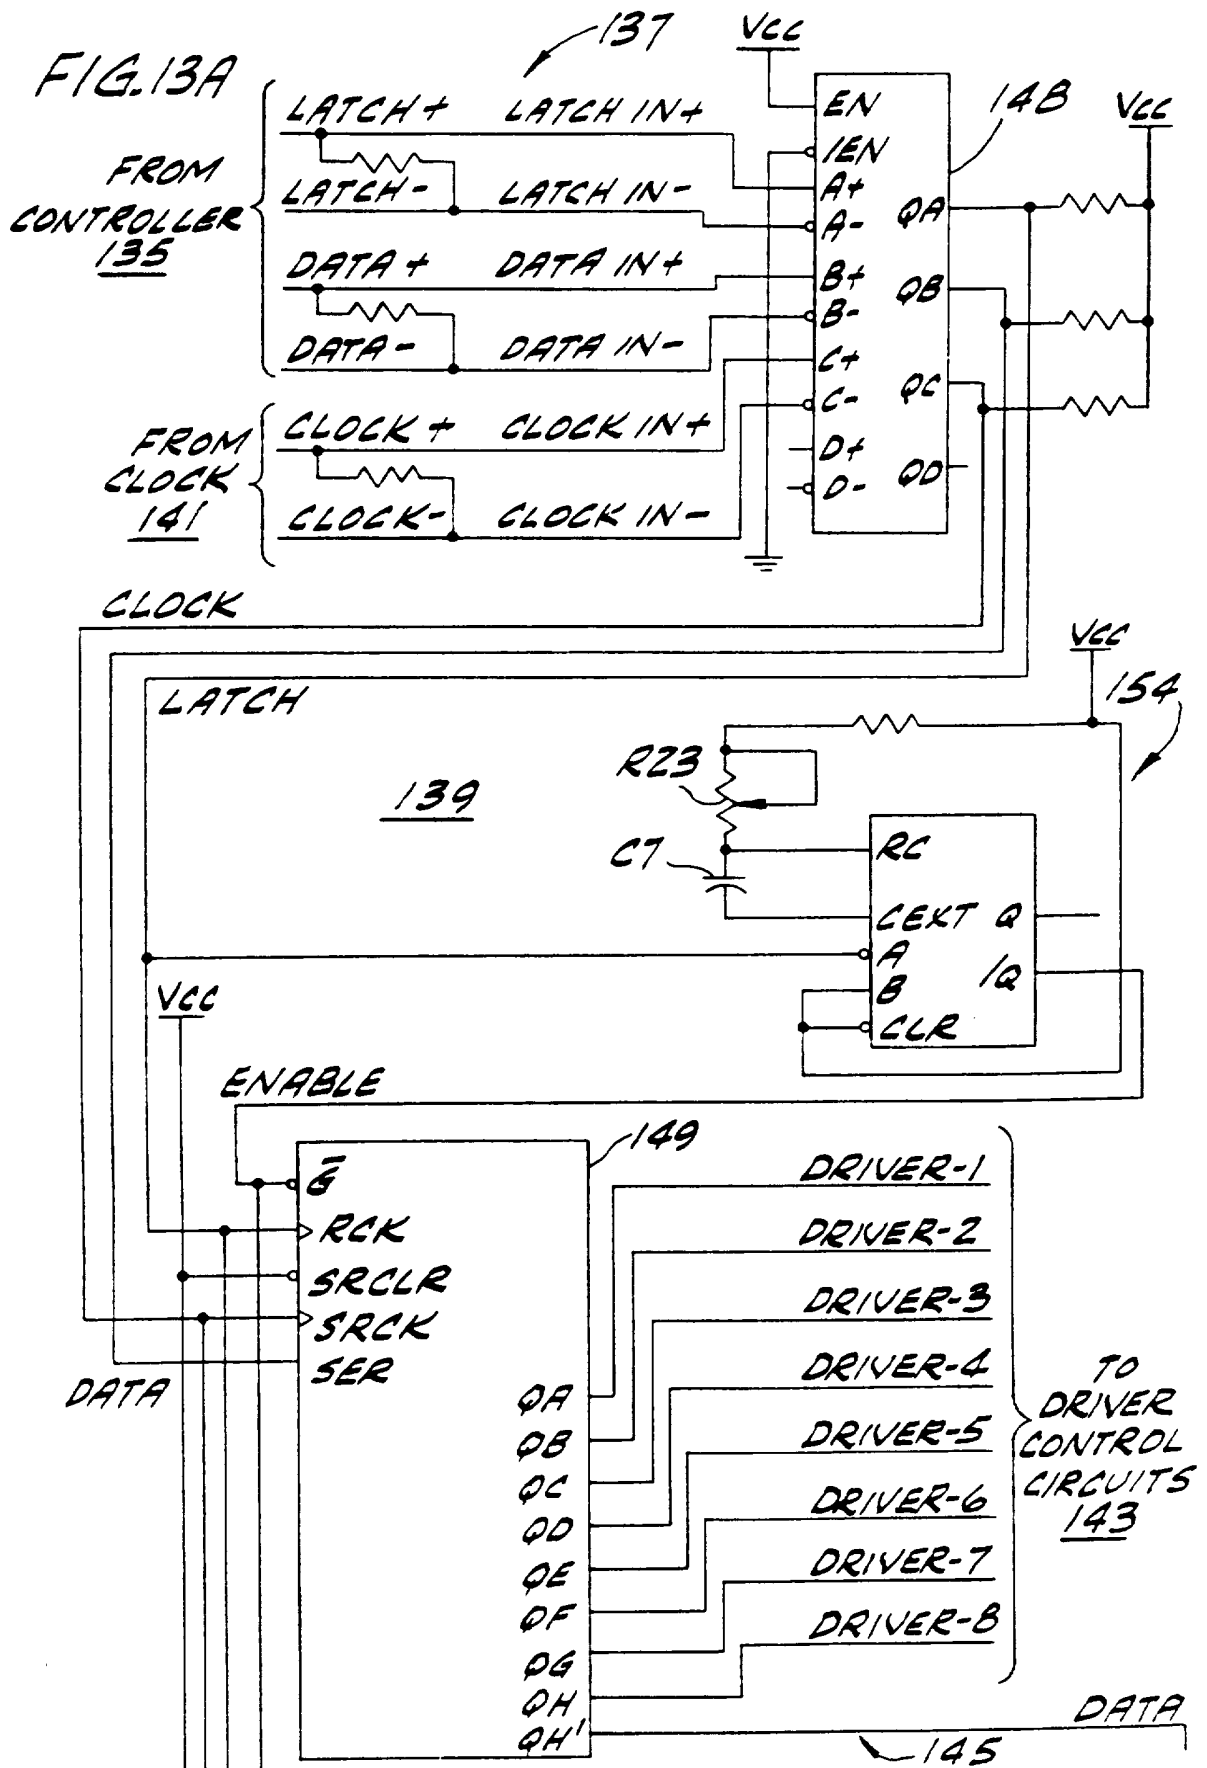 FIG. 13A
137
VCC
148
VCC
FROM
CONTROLLER
135
LATCH+ LATCH IN+
LATCH- LATCH IN-
DATA+ DATA IN+
DATA- DATA IN-
FROM
CLOCK
141
CLOCK+ CLOCK IN+
CLOCK- CLOCK IN-
EN
IEN
A+
A-
B+
B-
C+
C-
D+
D-
QA
QB
QC
QD
CLOCK
LATCH
139
VCC
154
R23
C7
RC
CEXT
A
B
CLR
Q
/Q
VCC
ENABLE
149
G
RCK
SRCLR
SRCK
SER
DATA
QA
QB
QC
QD
QE
QF
QG
QH
QH'
DRIVER-1
DRIVER-2
DRIVER-3
DRIVER-4
DRIVER-5
DRIVER-6
DRIVER-7
DRIVER-8
TO
DRIVER
CONTROL
CIRCUITS
143
DATA
145